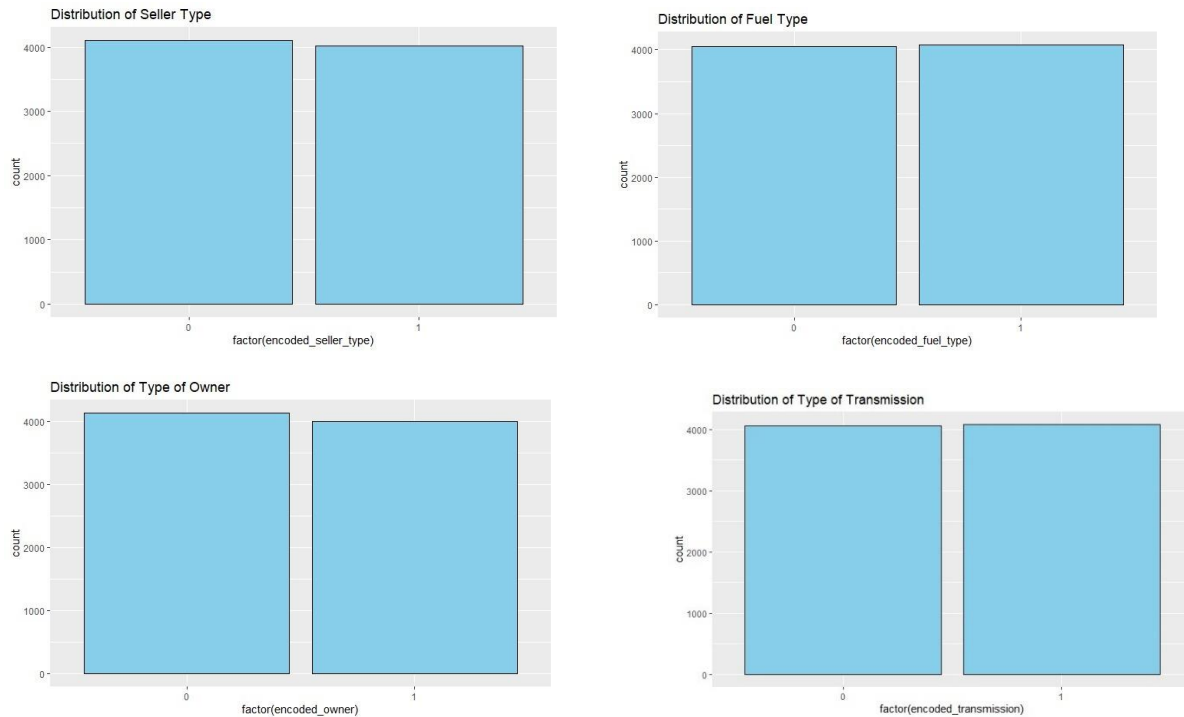 Distribution of Seller Type
4000
3000
2000
1000
0
count
0 1
factor(encoded_seller_type)
Distribution of Fuel Type
4000
3000
2000
1000
0
count
0 1
factor(encoded_fuel_type)
Distribution of Type of Owner
4000
3000
2000
1000
0
count
0 1
factor(encoded_owner)
Distribution of Type of Transmission
4000
3000
2000
1000
0
count
0 1
factor(encoded_transmission)